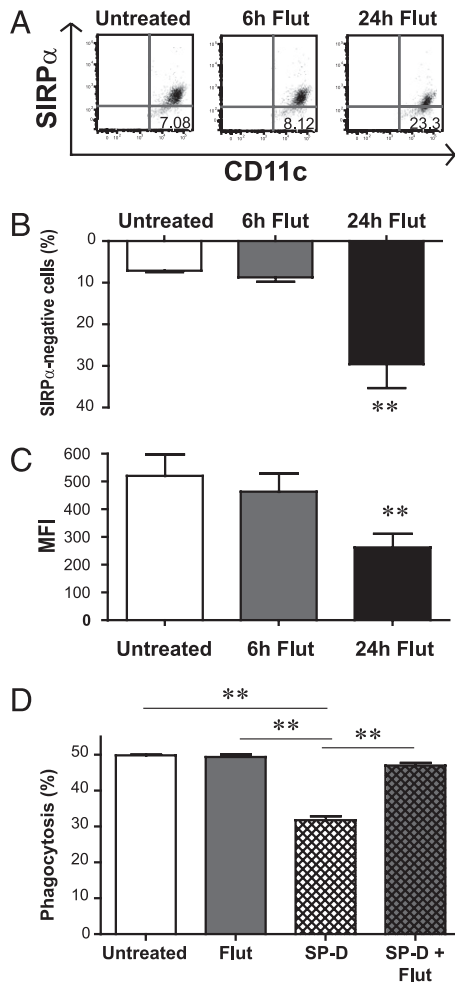 A
Untreated 6h Flut 24h Flut
SIRPα
7.08 8.12 23.3
CD11c
B
Untreated 6h Flut 24h Flut
SIRPα-negative cells (%)
0
10
20
30
40
**
C
MFI
600
500
400
300
200
100
0
**
Untreated 6h Flut 24h Flut
D
**
** **
Phagocytosis (%)
50
40
30
20
10
0
Untreated Flut SP-D SP-D +
Flut